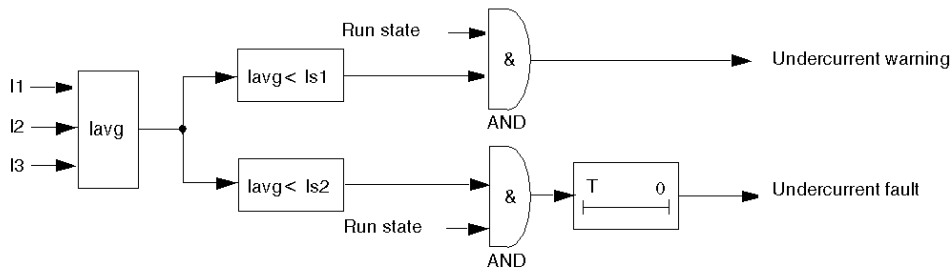 Run state
&
Undercurrent warning
Iavg< Is1
I1
I2
I3
Iavg
AND
Iavg< Is2
&
T 0
Undercurrent fault
Run state
AND